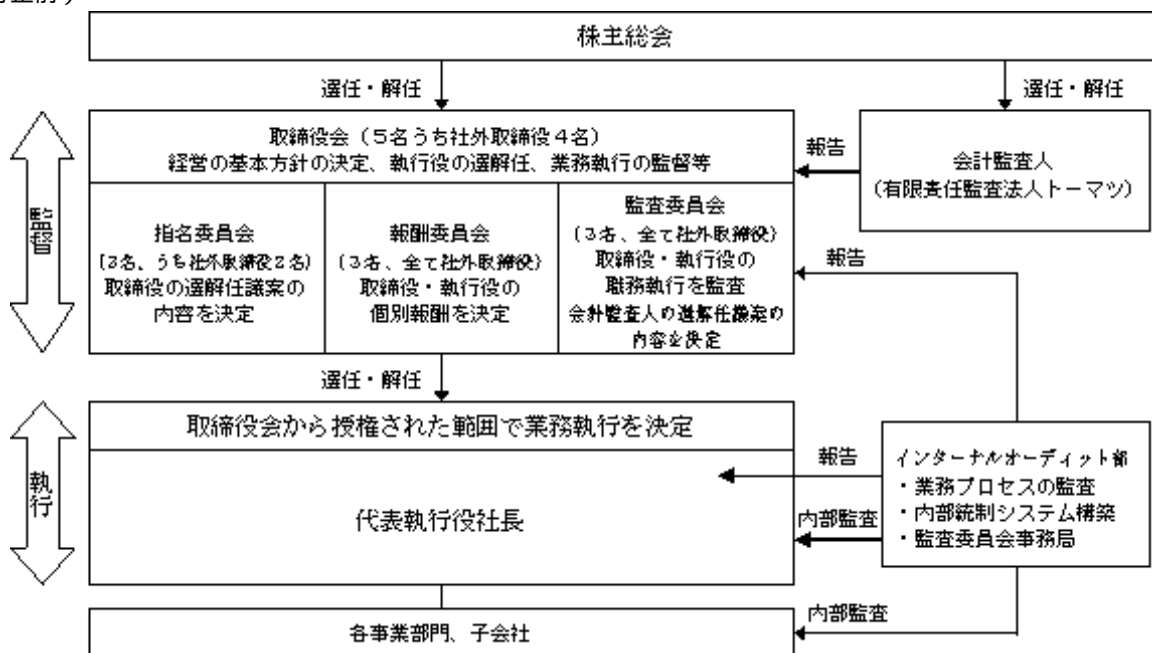 株主総会
選任・解任
選任・解任
監督
取締役会(5名うち社外取締役4名)
経営の基本方針の決定、執行役の選解任、業務執行の監督等
報告
会計監査人
(有限責任監査法人トーマツ)
指名委員会
(3名、うち社外取締役2名)
取締役の選解任議案の
内容を決定
報酬委員会
(3名、全て社外取締役)
取締役・執行役の
個別報酬を決定
監査委員会
(3名、全て社外取締役)
取締役・執行役の
職務執行を監査
会計監査人の選解任議案の
内容を決定
報告
選任・解任
執行
取締役会から授権された範囲で業務執行を決定
代表執行役社長
報告
内部監査
インターナルオーディット部
・業務プロセスの監査
・内部統制システム構築
・監査委員会事務局
内部監査
各事業部門、子会社